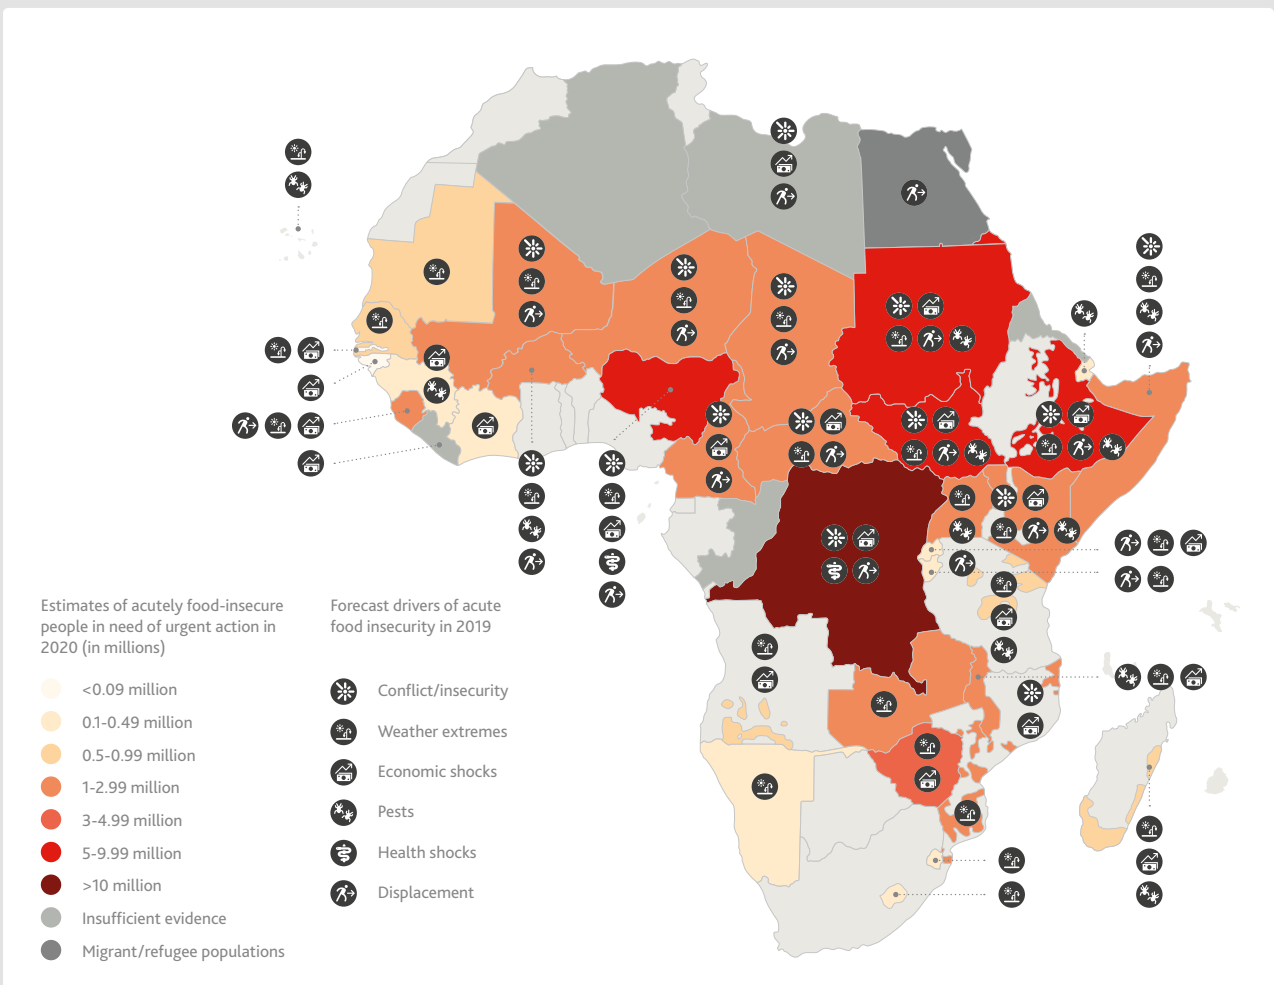 Estimates of acutely food-insecure
people in need of urgent action in
2020 (in millions)
<0.09 million
0.1-0.49 million
0.5-0.99 million
1-2.99 million
3-4.99 million
5-9.99 million
>10 million
Insufficient evidence
Migrant/refugee populations
Forecast drivers of acute
food insecurity in 2019
Conflict/insecurity
Weather extremes
Economic shocks
Pests
Health shocks
Displacement